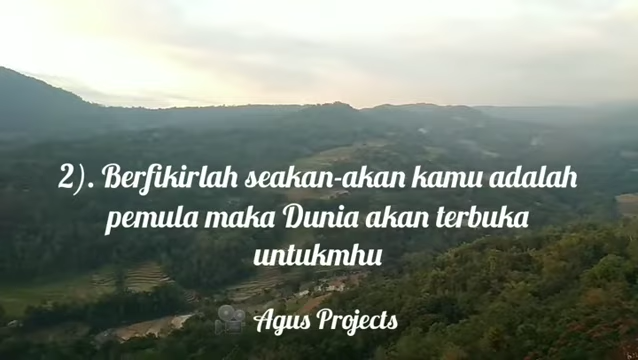 2). Berfikirlah seakan-akan kamu adalah
pemula maka Dunia akan terbuka
untukmhu
🎥 Agus Projects